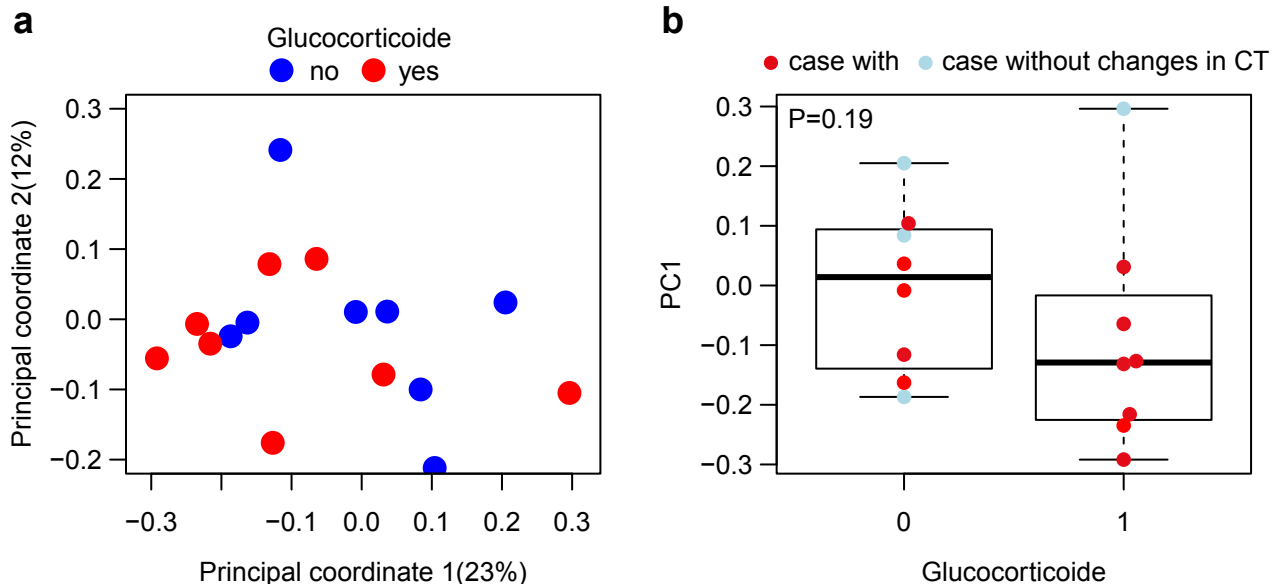 a
Glucocorticoide
no yes
Principal coordinate 2(12%)
0.3
0.2
0.1
0.0
−0.1
−0.2
−0.3 −0.1 0.0 0.1 0.2 0.3
Principal coordinate 1(23%)
b
case with case without changes in CT
P=0.19
PC1
0.3
0.2
0.1
0.0
−0.1
−0.2
−0.3
0 1
Glucocorticoide